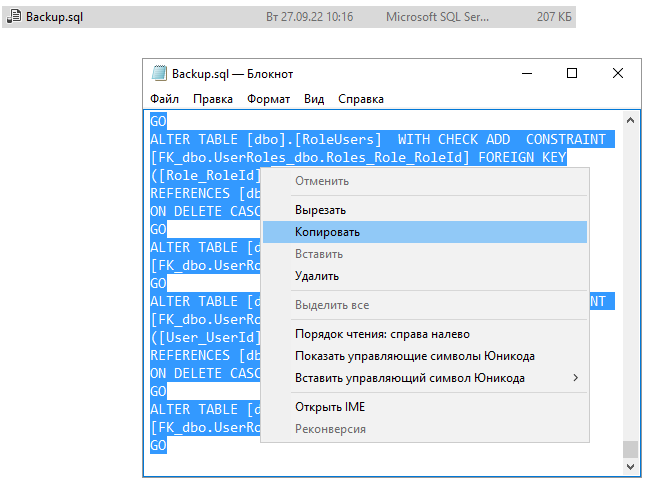 Backup.sql Вт 27.09.22 10:16 Microsoft SQL Ser... 207 КБ
Backup.sql — Блокнот
Файл Правка Формат Вид Справка
GO
ALTER TABLE [dbo].[RoleUsers] WITH CHECK ADD CONSTRAINT
[FK_dbo.UserRoles_dbo.Roles_Role_RoleId] FOREIGN KEY
([Role_RoleId]
REFERENCES [db
ON DELETE CASC
GO
ALTER TABLE [d
[FK_dbo.UserRo
GO
ALTER TABLE [d NT
[FK_dbo.UserRo
([User_UserId]
REFERENCES [db
ON DELETE CASC
GO
ALTER TABLE [d
[FK_dbo.UserRo
GO
Отменить
Вырезать
Копировать
Вставить
Удалить
Выделить все
Порядок чтения: справа налево
Показать управляющие символы Юникода
Вставить управляющий символ Юникода
Открыть IME
Реконверсия